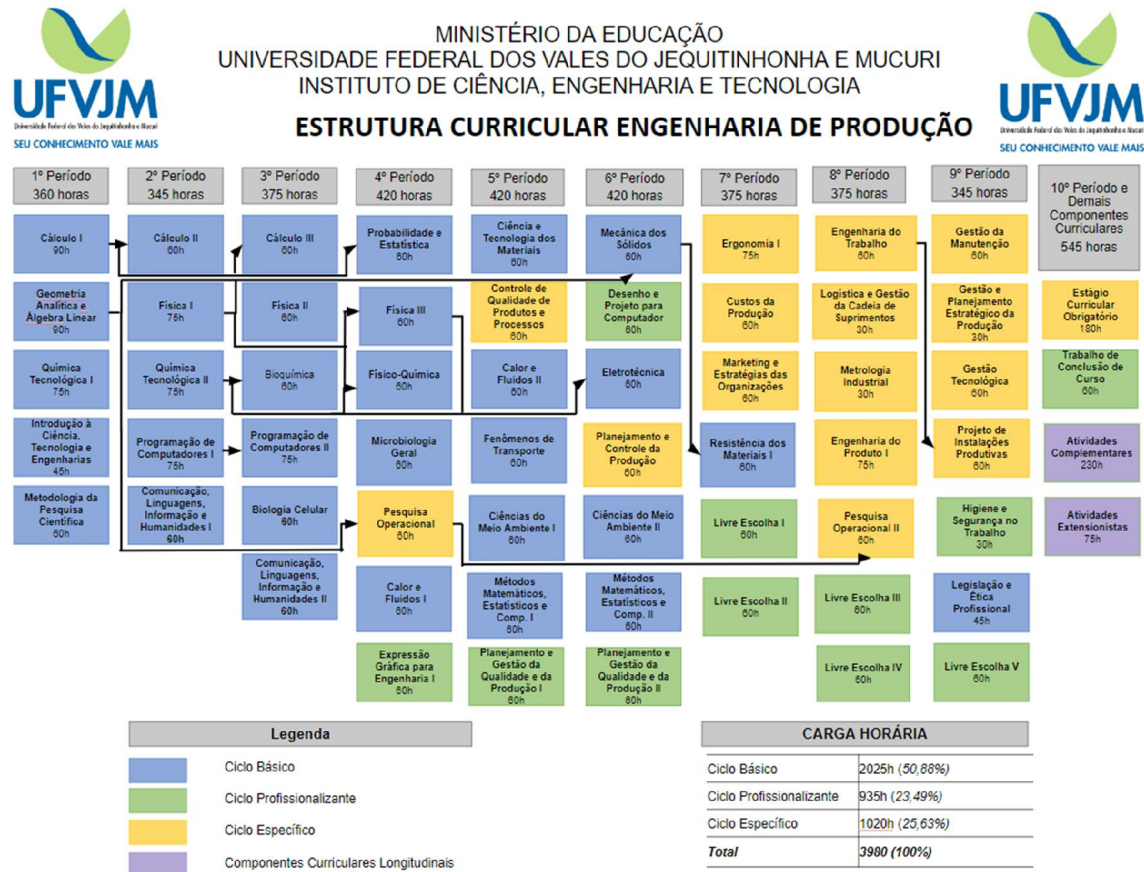 UFVJM
Universidade Federal dos Vales do Jequitinhonha e Mucuri
SEU CONHECIMENTO VALE MAIS
MINISTÉRIO DA EDUCAÇÃO
UNIVERSIDADE FEDERAL DOS VALES DO JEQUITINHONHA E MUCURI
INSTITUTO DE CIÊNCIA, ENGENHARIA E TECNOLOGIA
ESTRUTURA CURRICULAR ENGENHARIA DE PRODUÇÃO
UFVJM
Universidade Federal dos Vales do Jequitinhonha e Mucuri
SEU CONHECIMENTO VALE MAIS
1º Período
360 horas
Cálculo I
90h
Geometria
Analítica e
Álgebra Linear
90h
Química
Tecnológica I
75h
Introdução à
Ciência,
Tecnologia e
Engenharias
45h
Metodologia da
Pesquisa
Científica
60h
2º Período
345 horas
Cálculo II
60h
Física I
75h
Química
Tecnológica II
75h
Programação de
Computadores I
75h
Comunicação,
Linguagens,
Informação e
Humanidades I
60h
3º Período
375 horas
Cálculo III
60h
Física II
60h
Bioquímica
60h
Programação de
Computadores II
75h
Biologia Celular
60h
Comunicação,
Linguagens,
Informação e
Humanidades II
60h
4º Período
420 horas
Probabilidade e
Estatística
60h
Física III
60h
Físico-Química
60h
Microbiologia
Geral
60h
Pesquisa
Operacional
60h
Calor e
Fluidos I
60h
Expressão
Gráfica para
Engenharia I
60h
5º Período
420 horas
Ciência e
Tecnologia dos
Materiais
60h
Controle de
Qualidade de
Produtos e
Processos
60h
Calor e
Fluidos II
60h
Fenômenos de
Transporte
60h
Ciências do
Meio Ambiente I
60h
Métodos
Matemáticos,
Estatísticos e
Comp. I
60h
Planejamento e
Gestão da
Qualidade e da
Produção I
60h
6º Período
420 horas
Mecânica dos
Sólidos
60h
Desenho e
Projeto para
Computador
60h
Eletrotécnica
60h
Planejamento e
Controle da
Produção
60h
Ciências do Meio
Ambiente II
60h
Métodos
Matemáticos,
Estatísticos e
Comp. II
60h
Planejamento e
Gestão da
Qualidade e da
Produção II
60h
7º Período
375 horas
Ergonomia I
75h
Custos da
Produção
60h
Marketing e
Estratégias das
Organizações
60h
Resistência dos
Materiais I
60h
Livre Escolha I
60h
Livre Escolha II
60h
8º Período
375 horas
Engenharia do
Trabalho
60h
Logística e Gestão
da Cadeia de
Suprimentos
30h
Metrologia
Industrial
30h
Engenharia do
Produto I
75h
Pesquisa
Operacional II
60h
Livre Escolha III
60h
Livre Escolha IV
60h
9º Período
345 horas
Gestão da
Manutenção
60h
Gestão e
Planejamento
Estratégico da
Produção
30h
Gestão
Tecnológica
60h
Projeto de
Instalações
Produtivas
60h
Higiene e
Segurança no
Trabalho
30h
Legislação e
Ética
Profissional
45h
Livre Escolha V
60h
10º Período e
Demais
Componentes
Curriculares
545 horas
Estágio
Curricular
Obrigatório
180h
Trabalho de
Conclusão de
Curso
60h
Atividades
Complementares
230h
Atividades
Extensionistas
75h
Legenda
Ciclo Básico
Ciclo Profissionalizante
Ciclo Específico
Componentes Curriculares Longitudinais
CARGA HORÁRIA
Ciclo Básico 2025h (50,88%)
Ciclo Profissionalizante 935h (23,49%)
Ciclo Específico 1020h (25,63%)
Total 3980 (100%)